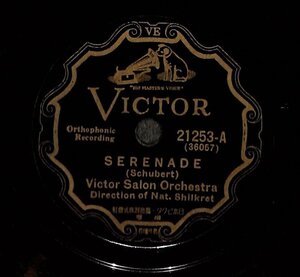 VE
"HIS MASTER'S VOICE"
VICTOR
Orthophonic
Recording
21253-A
(36057)
SERENADE
(Schubert)
Victor Salon Orchestra
Direction of Nat. Shilkret